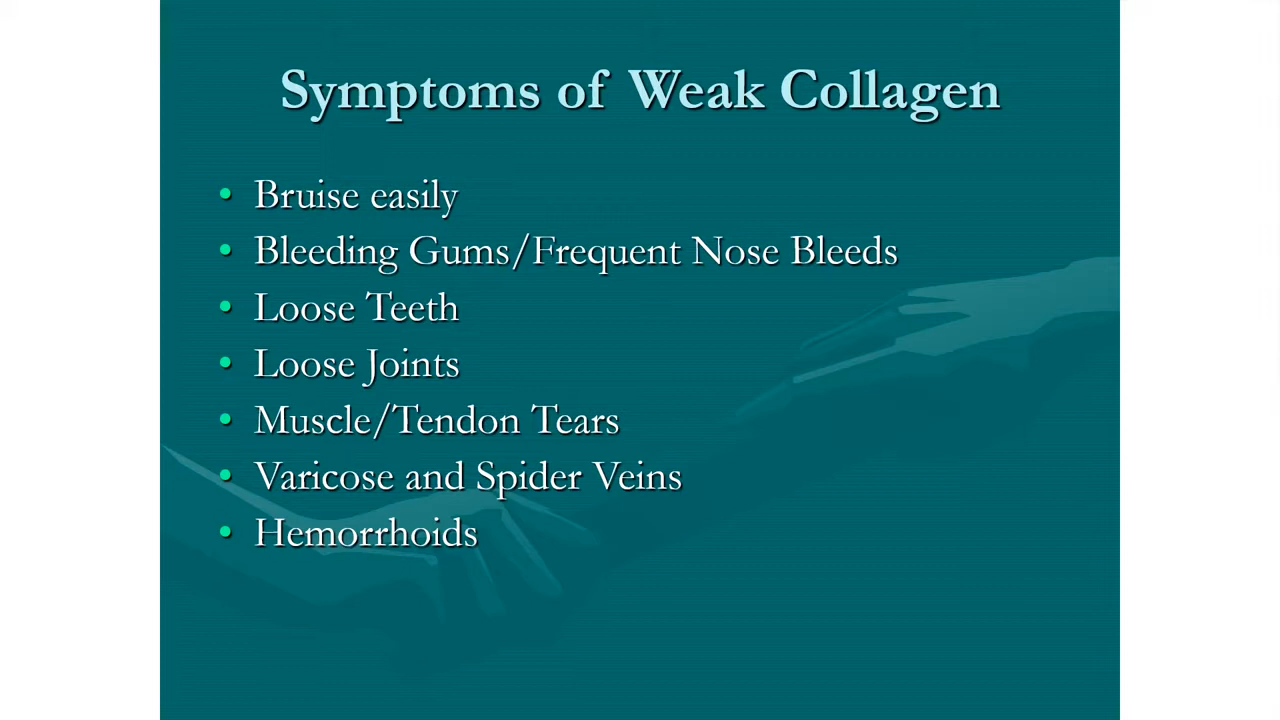 Symptoms of Weak Collagen
• Bruise easily
• Bleeding Gums/Frequent Nose Bleeds
• Loose Teeth
• Loose Joints
• Muscle/Tendon Tears
• Varicose and Spider Veins
• Hemorrhoids